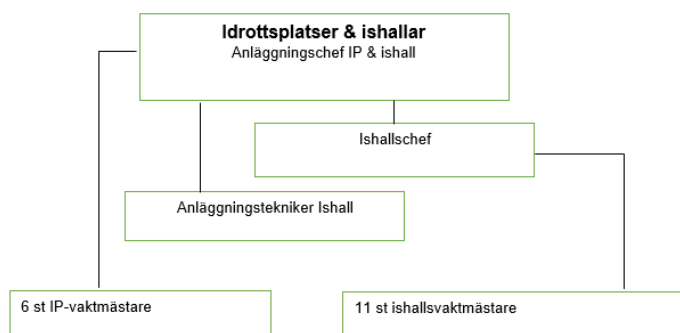 Idrottsplatser & ishallar
Anläggningschef IP & ishall
Ishallschef
Anläggningstekniker Ishall
6 st IP-vaktmästare
11 st ishallsvaktmästare